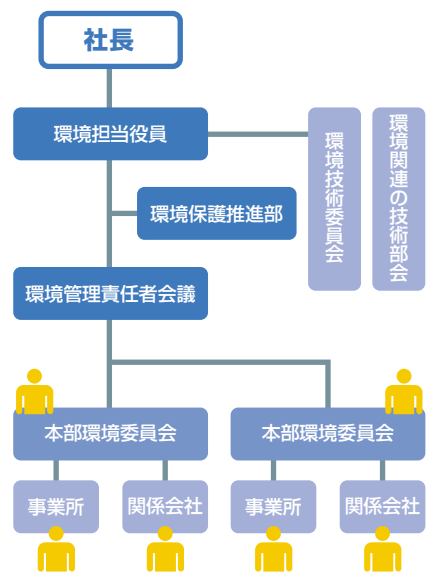 社長
環境担当役員
環境技術委員会
環境関連の技術部会
環境保護推進部
環境管理責任者会議
本部環境委員会
本部環境委員会
事業所
関係会社
事業所
関係会社